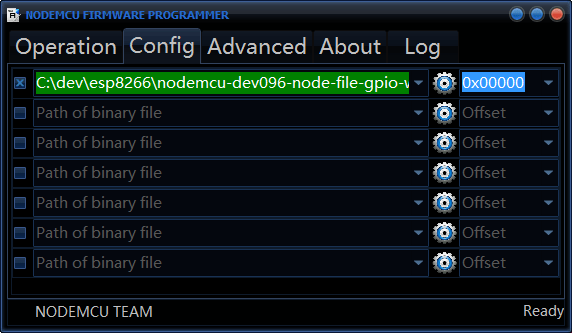 NODEMCU FIRMWARE PROGRAMMER
Operation Config Advanced About Log
C:\dev\esp8266\nodemcu-dev096-node-file-gpio-w 0x00000
Path of binary file Offset
Path of binary file Offset
Path of binary file Offset
Path of binary file Offset
Path of binary file Offset
Path of binary file Offset
NODEMCU TEAM Ready